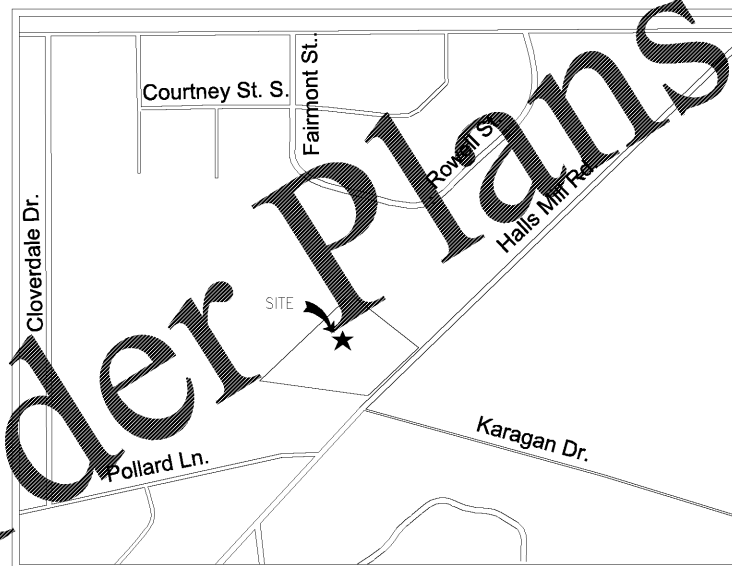 Courtney St. S.
Fairmont St..
Rowell St.
Halls Mill Rd.
Cloverdale Dr.
SITE
Karagan Dr.
Pollard Ln.
der Plans